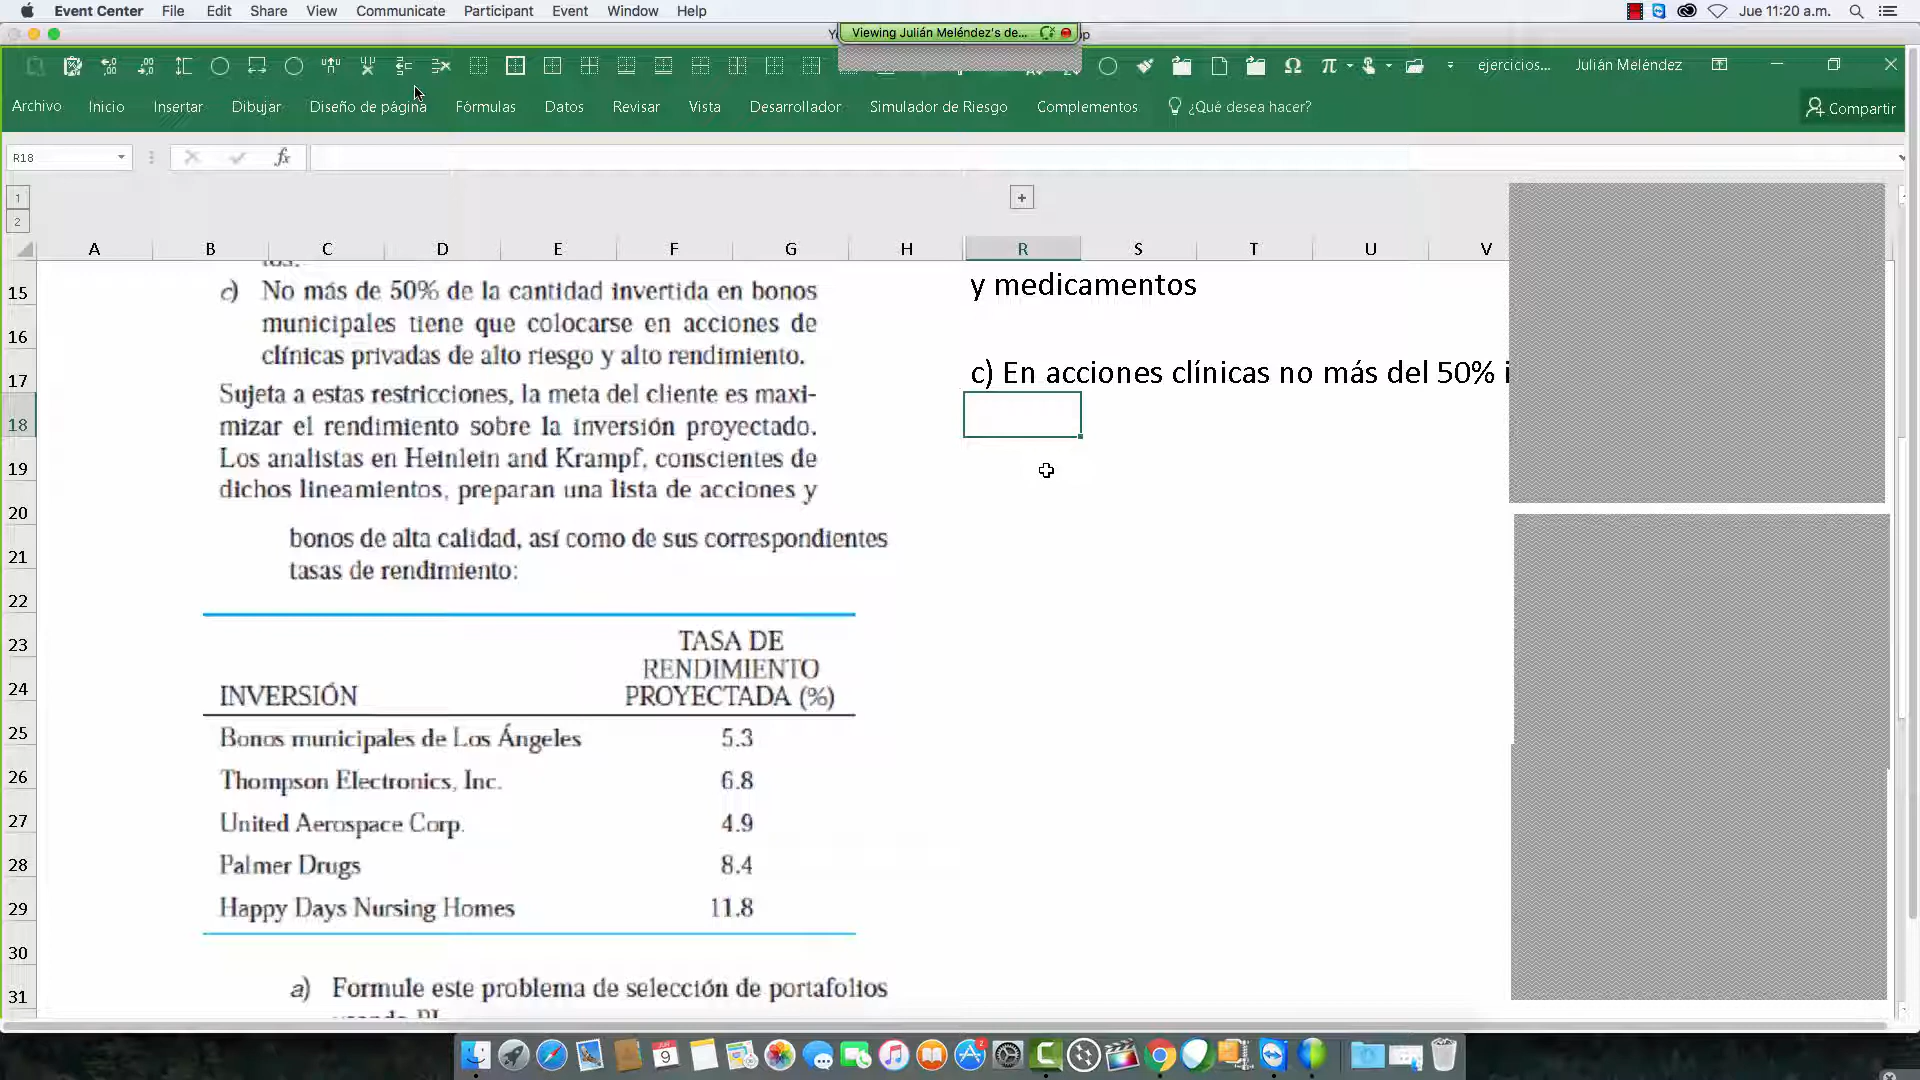 Event Center File Edit Share View Communicate Participant Event Window Help
Jue 11:20 a.m.
Viewing Julián Meléndez's de...
ejercicios... Julián Meléndez
Archivo Inicio Insertar Dibujar Diseño de página Fórmulas Datos Revisar Vista Desarrollador Simulador de Riesgo Complementos ¿Qué desea hacer? Compartir
R18 fx
1
2
A B C D E F G H R S T U V
15
16
17
18
19
20
21
22
23
24
25
26
27
28
29
30
31
c) No más de 50% de la cantidad invertida en bonos
municipales tiene que colocarse en acciones de
clínicas privadas de alto riesgo y alto rendimiento.
Sujeta a estas restricciones, la meta del cliente es maxi-
mizar el rendimiento sobre la inversión proyectado.
Los analistas en Heinlein and Krampf, conscientes de
dichos lineamientos, preparan una lista de acciones y
bonos de alta calidad, así como de sus correspondientes
tasas de rendimiento:
TASA DE
RENDIMIENTO
INVERSIÓN PROYECTADA (%)
Bonos municipales de Los Ángeles 5.3
Thompson Electronics, Inc. 6.8
United Aerospace Corp. 4.9
Palmer Drugs 8.4
Happy Days Nursing Homes 11.8
a) Formule este problema de selección de portafolios
y medicamentos
c) En acciones clínicas no más del 50% i